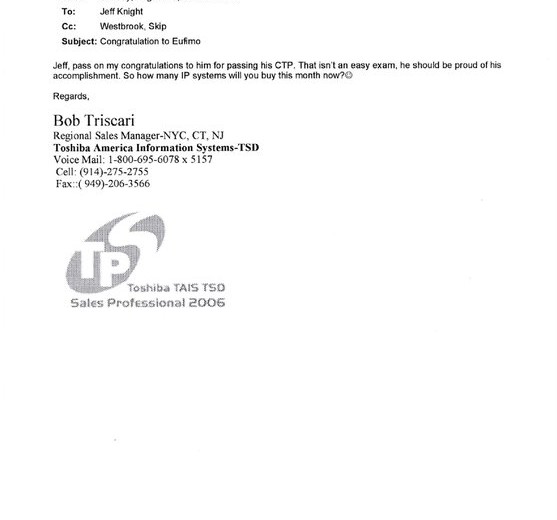 To: Jeff Knight
Cc: Westbrook, Skip
Subject: Congratulation to Eufimo
Jeff, pass on my congratulations to him for passing his CTP. That isn't an easy exam, he should be proud of his
accomplishment. So how many IP systems will you buy this month now?☺
Regards,
Bob Triscari
Regional Sales Manager-NYC, CT, NJ
Toshiba America Information Systems-TSD
Voice Mail: 1-800-695-6078 x 5157
Cell: (914)-275-2755
Fax::( 949)-206-3566
TPS
Toshiba TAIS TSD
Sales Professional 2006